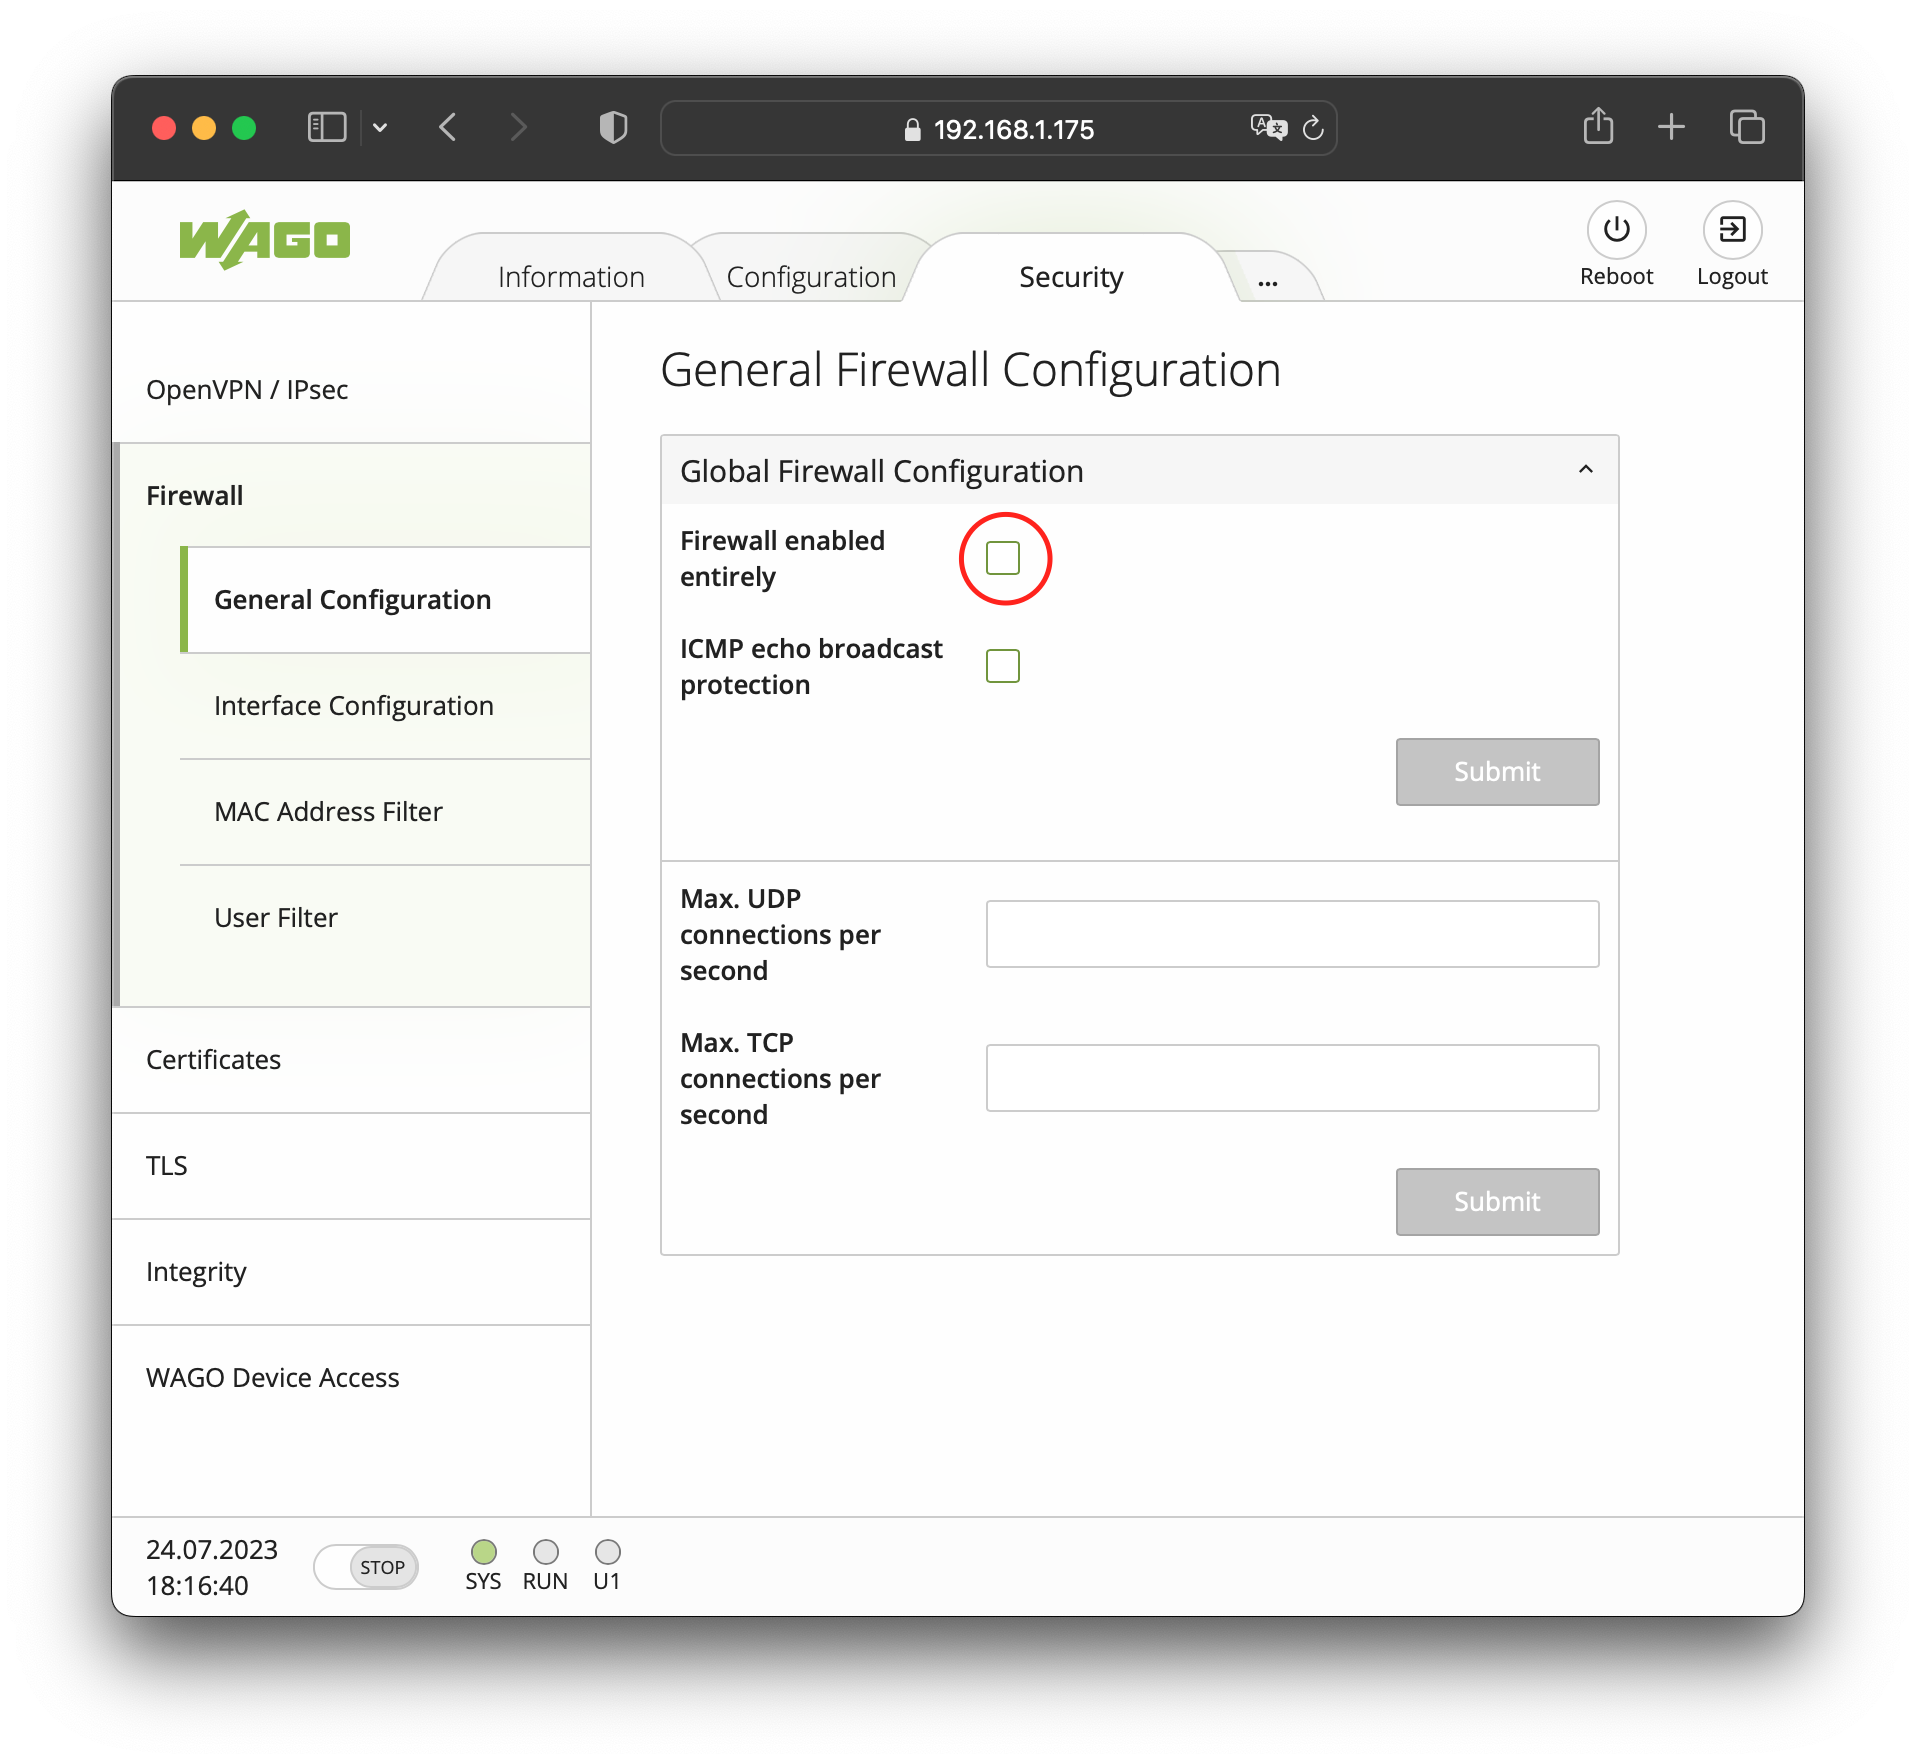 192.168.1.175
WAGO
Information
Configuration
Security
...
Reboot
Logout
OpenVPN / IPsec
Firewall
General Configuration
Interface Configuration
MAC Address Filter
User Filter
Certificates
TLS
Integrity
WAGO Device Access
General Firewall Configuration
Global Firewall Configuration
Firewall enabled
entirely
ICMP echo broadcast
protection
Submit
Max. UDP
connections per
second
Max. TCP
connections per
second
Submit
24.07.2023
18:16:40
STOP
SYS
RUN
U1